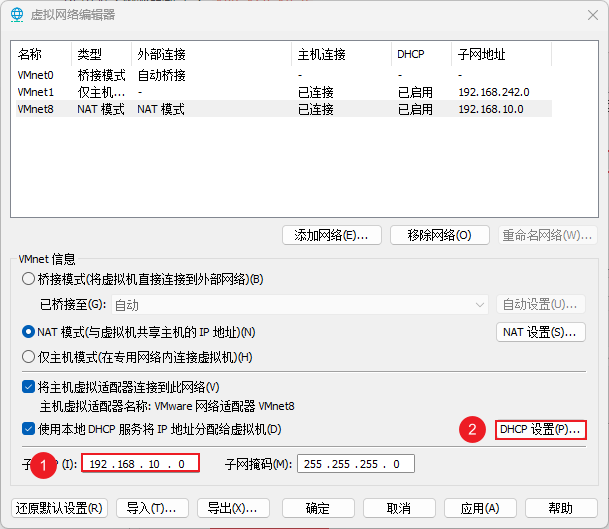 虚拟网络编辑器
名称 类型 外部连接 主机连接 DHCP 子网地址
VMnet0 桥接模式 自动桥接 - - -
VMnet1 仅主机... - 已连接 已启用 192.168.242.0
VMnet8 NAT 模式 NAT 模式 已连接 已启用 192.168.10.0
添加网络(E)... 移除网络(O) 重命名网络(W)...
VMnet 信息
桥接模式(将虚拟机直接连接到外部网络)(B)
已桥接至(G): 自动 自动设置(U)...
NAT 模式(与虚拟机共享主机的 IP 地址)(N) NAT 设置(S)...
仅主机模式(在专用网络内连接虚拟机)(H)
将主机虚拟适配器连接到此网络(V)
主机虚拟适配器名称: VMware 网络适配器 VMnet8
使用本地 DHCP 服务将 IP 地址分配给虚拟机(D) 2 DHCP 设置(P)...
子 1 (I): 192 .168 . 10 . 0 子网掩码(M): 255 .255 .255 . 0
还原默认设置(R) 导入(T)... 导出(X)... 确定 取消 应用(A) 帮助